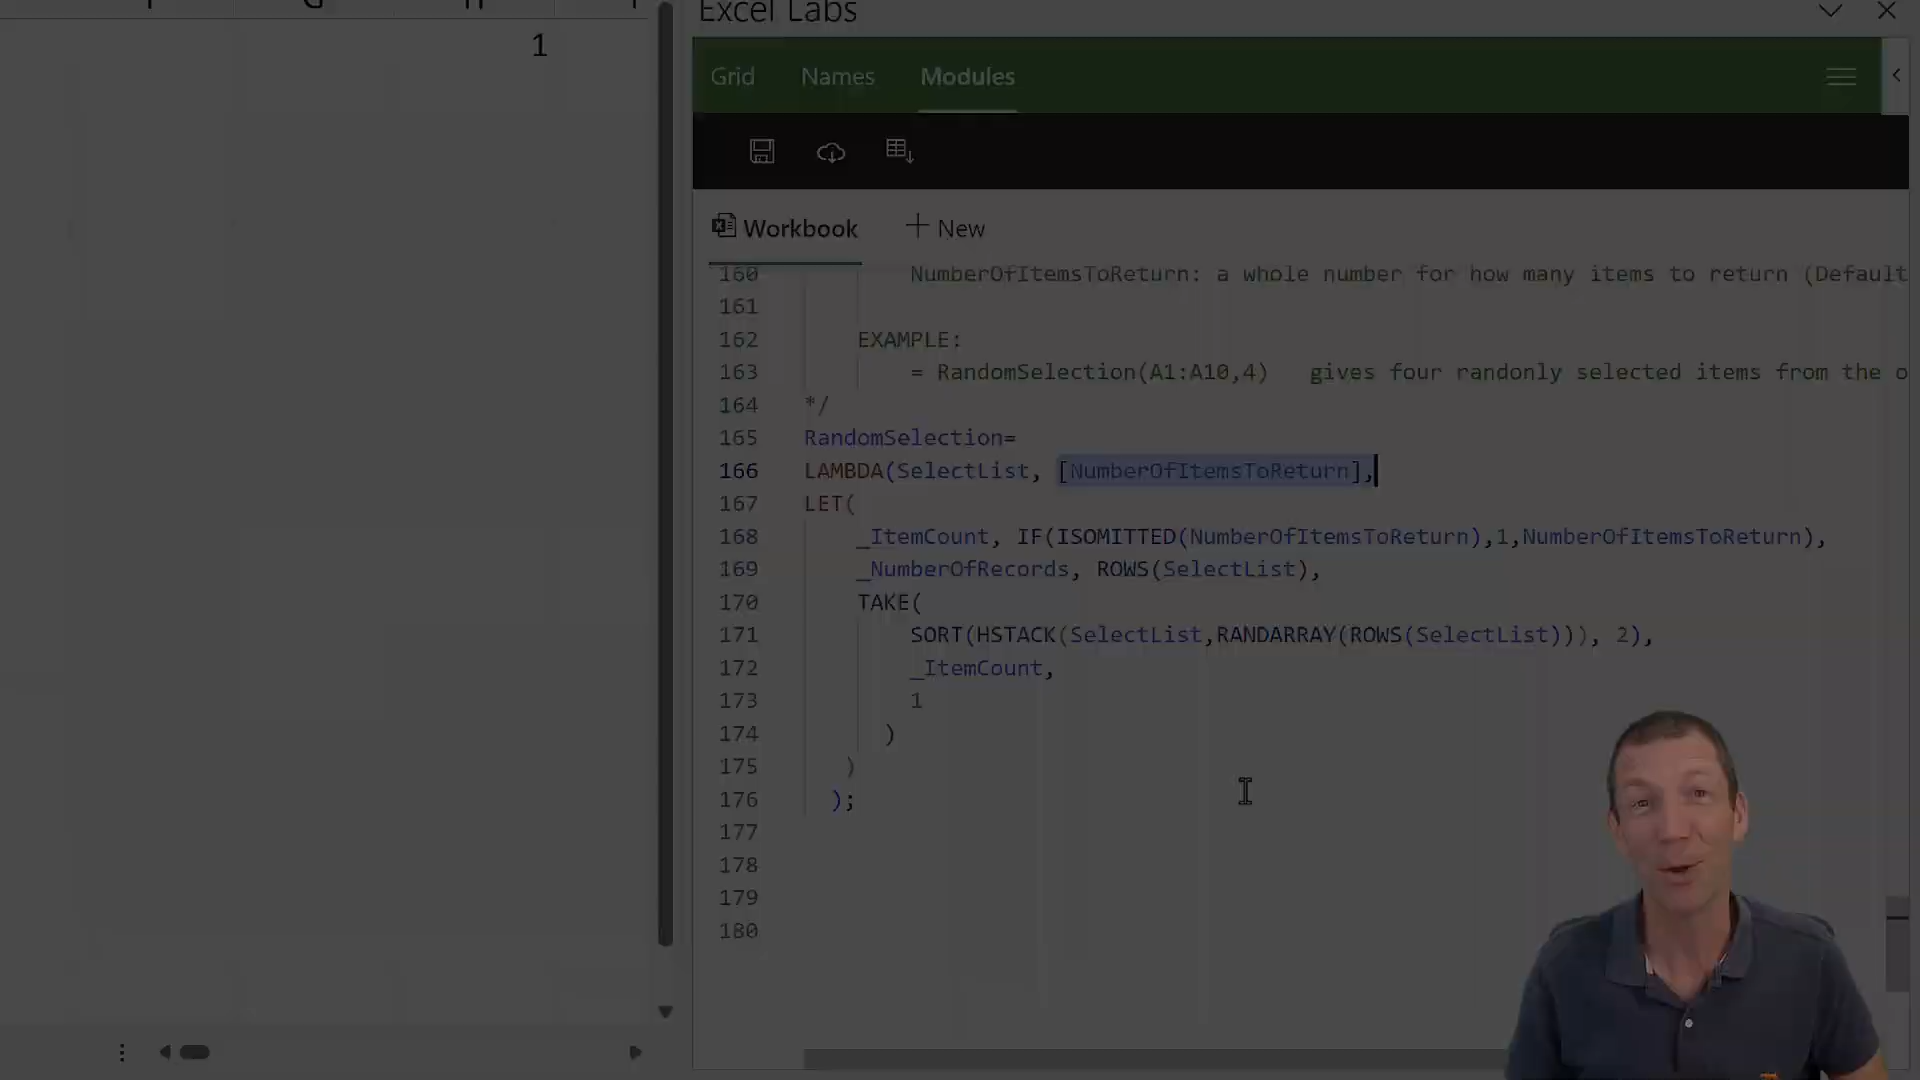 Excel Labs
1
Grid Names Modules
Workbook + New
160 NumberOfItemsToReturn: a whole number for how many items to return (Default
161
162 EXAMPLE:
163 = RandomSelection(A1:A10,4) gives four randonly selected items from the o
164 */
165 RandomSelection=
166 LAMBDA(SelectList, [NumberOfItemsToReturn],
167 LET(
168 _ItemCount, IF(ISOMITTED(NumberOfItemsToReturn),1,NumberOfItemsToReturn),
169 _NumberOfRecords, ROWS(SelectList),
170 TAKE(
171 SORT(HSTACK(SelectList,RANDARRAY(ROWS(SelectList))), 2),
172 _ItemCount,
173 1
174 )
175 )
176 );
177
178
179
180